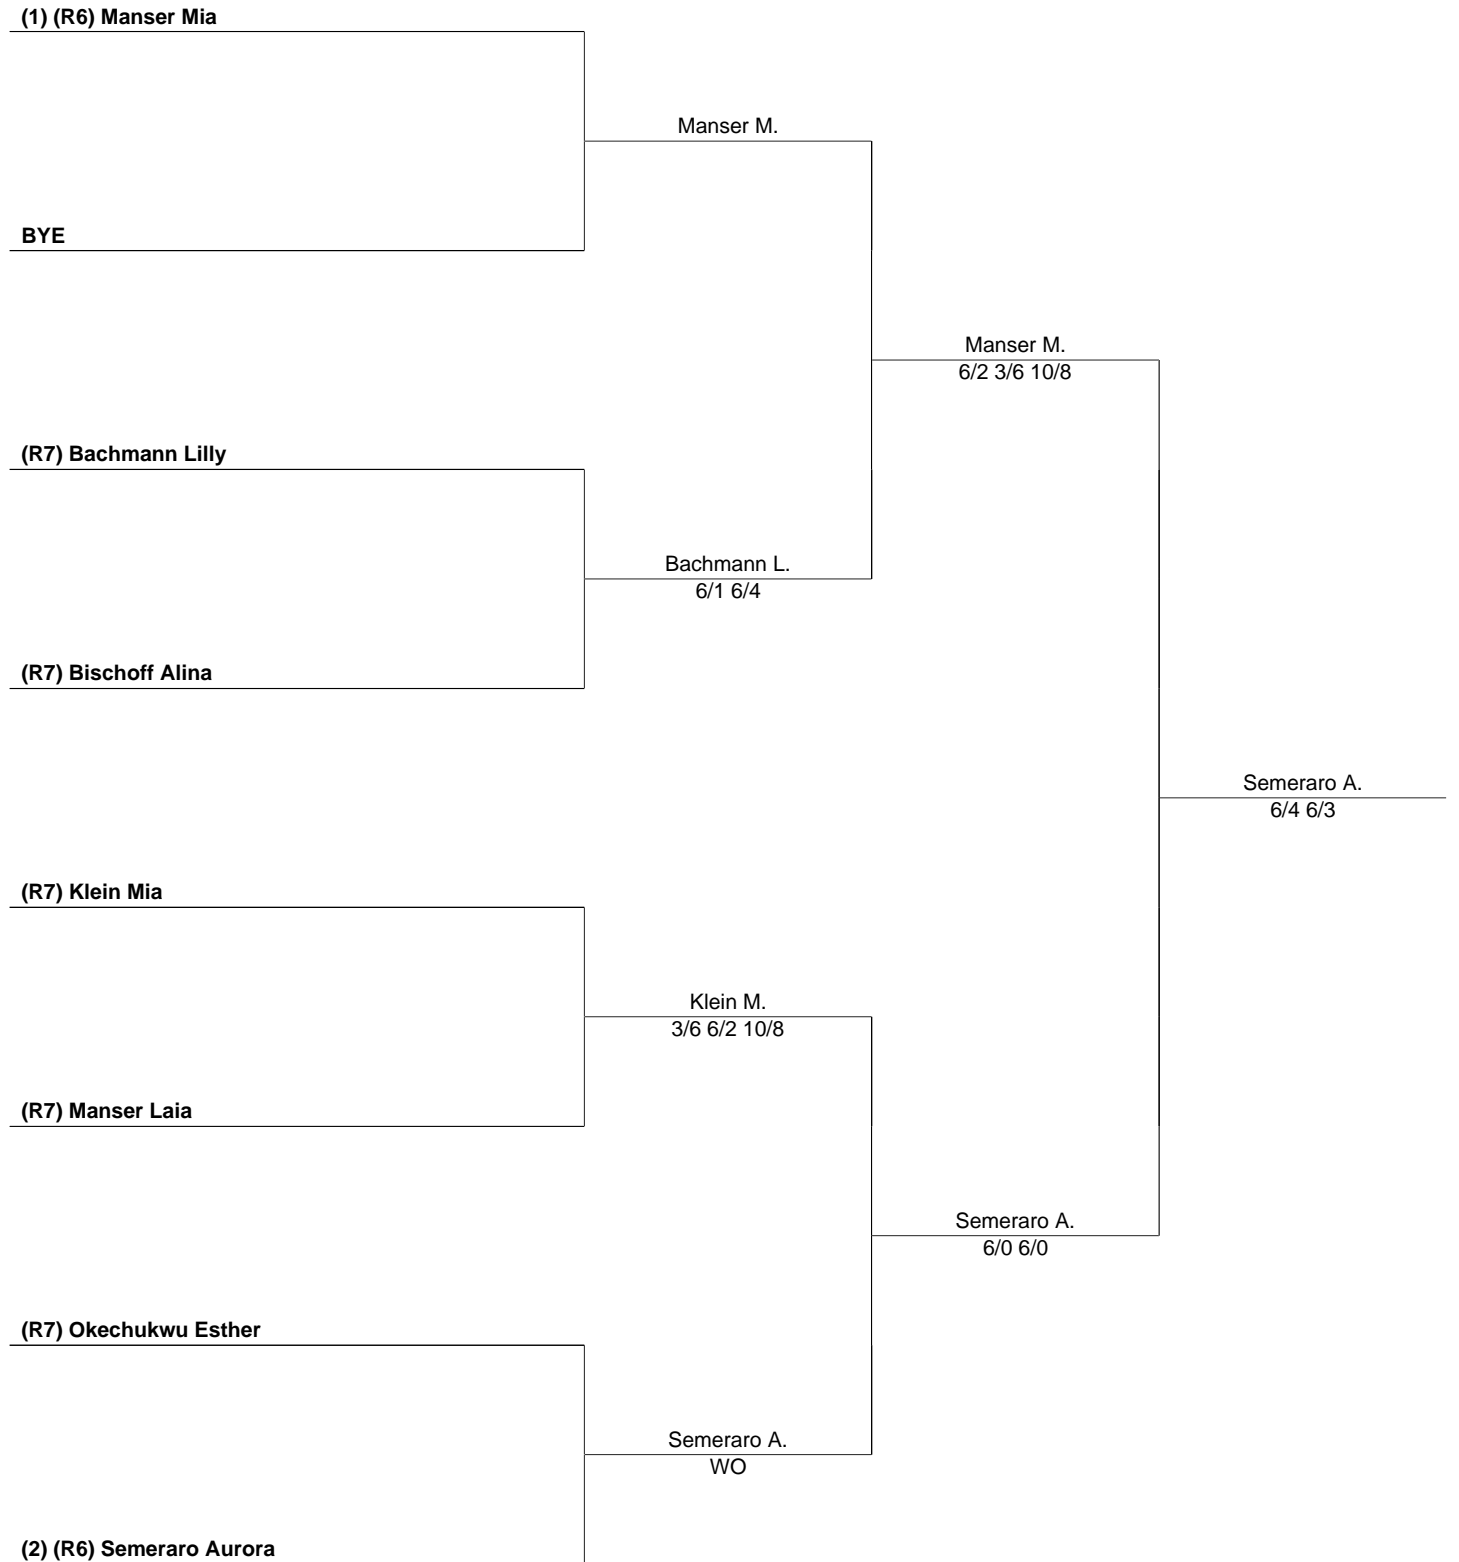 (1) (R6) Manser Mia
Manser M.
BYE
Manser M.
6/2 3/6 10/8
(R7) Bachmann Lilly
Bachmann L.
6/1 6/4
(R7) Bischoff Alina
Semeraro A.
6/4 6/3
(R7) Klein Mia
Klein M.
3/6 6/2 10/8
(R7) Manser Laia
Semeraro A.
6/0 6/0
(R7) Okechukwu Esther
Semeraro A.
WO
(2) (R6) Semeraro Aurora